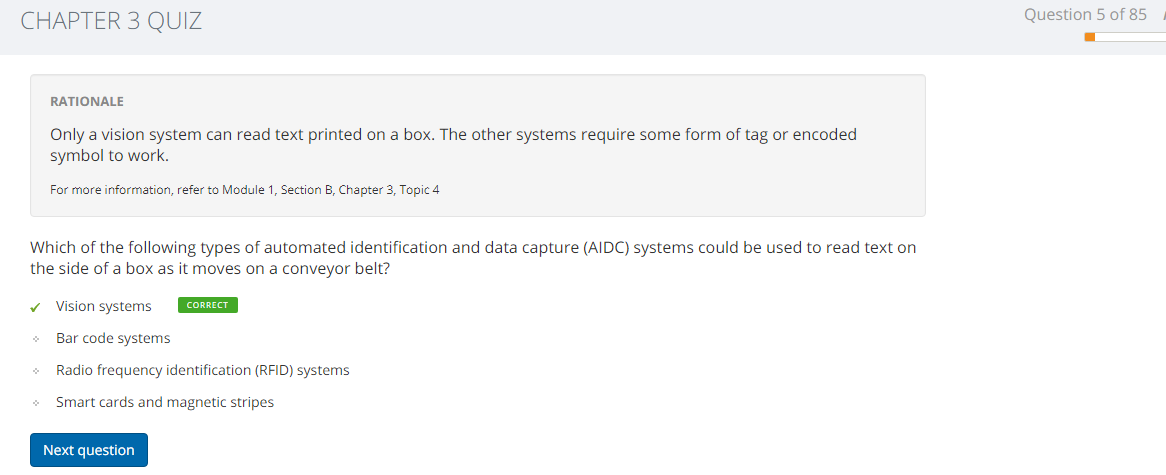 CHAPTER 3 QUIZ
Question 5 of 85
RATIONALE
Only a vision system can read text printed on a box. The other systems require some form of tag or encoded
symbol to work.
For more information, refer to Module 1, Section B, Chapter 3, Topic 4
Which of the following types of automated identification and data capture (AIDC) systems could be used to read text on
the side of a box as it moves on a conveyor belt?
Vision systems CORRECT
Bar code systems
Radio frequency identification (RFID) systems
Smart cards and magnetic stripes
Next question